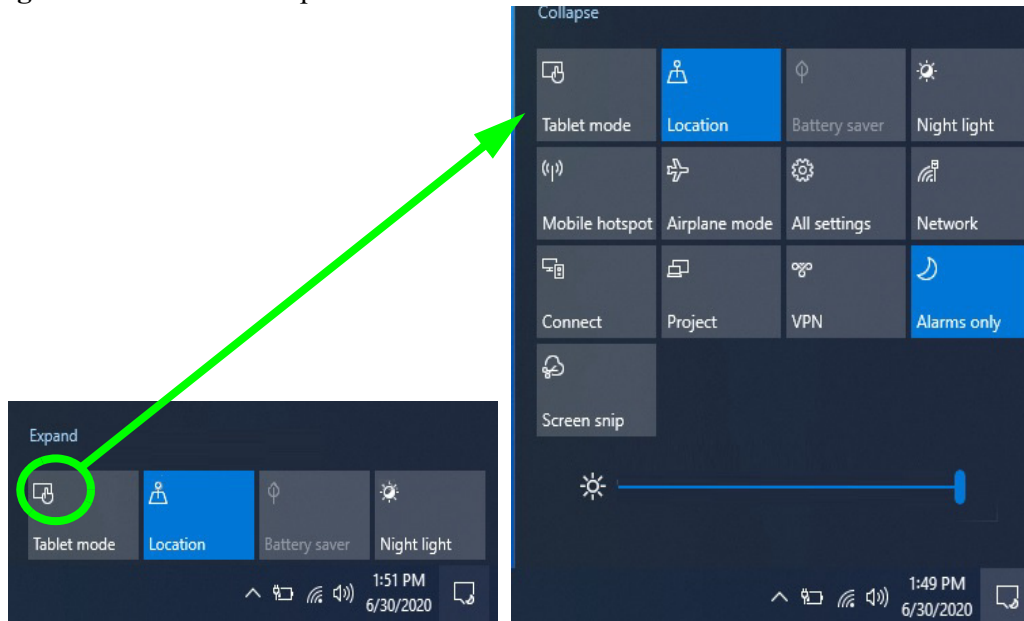 Collapse
Tablet mode
Location
Battery saver
Night light
Mobile hotspot
Airplane mode
All settings
Network
Connect
Project
VPN
Alarms only
Screen snip
1:49 PM
6/30/2020
Expand
Tablet mode
Location
Battery saver
Night light
1:51 PM
6/30/2020